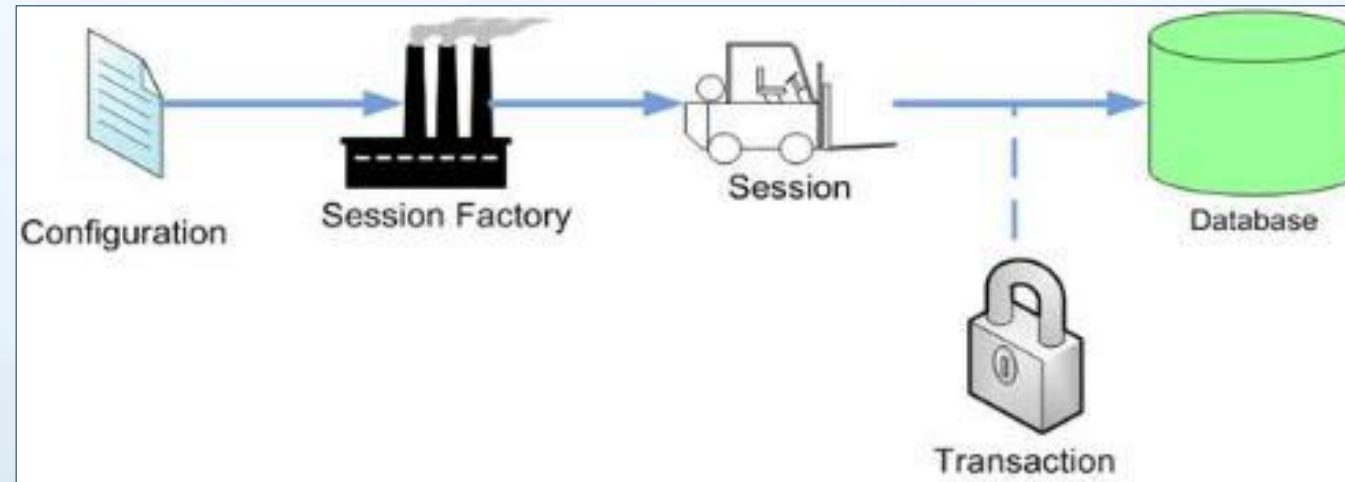 Configuration
Session Factory
Session
Database
Transaction